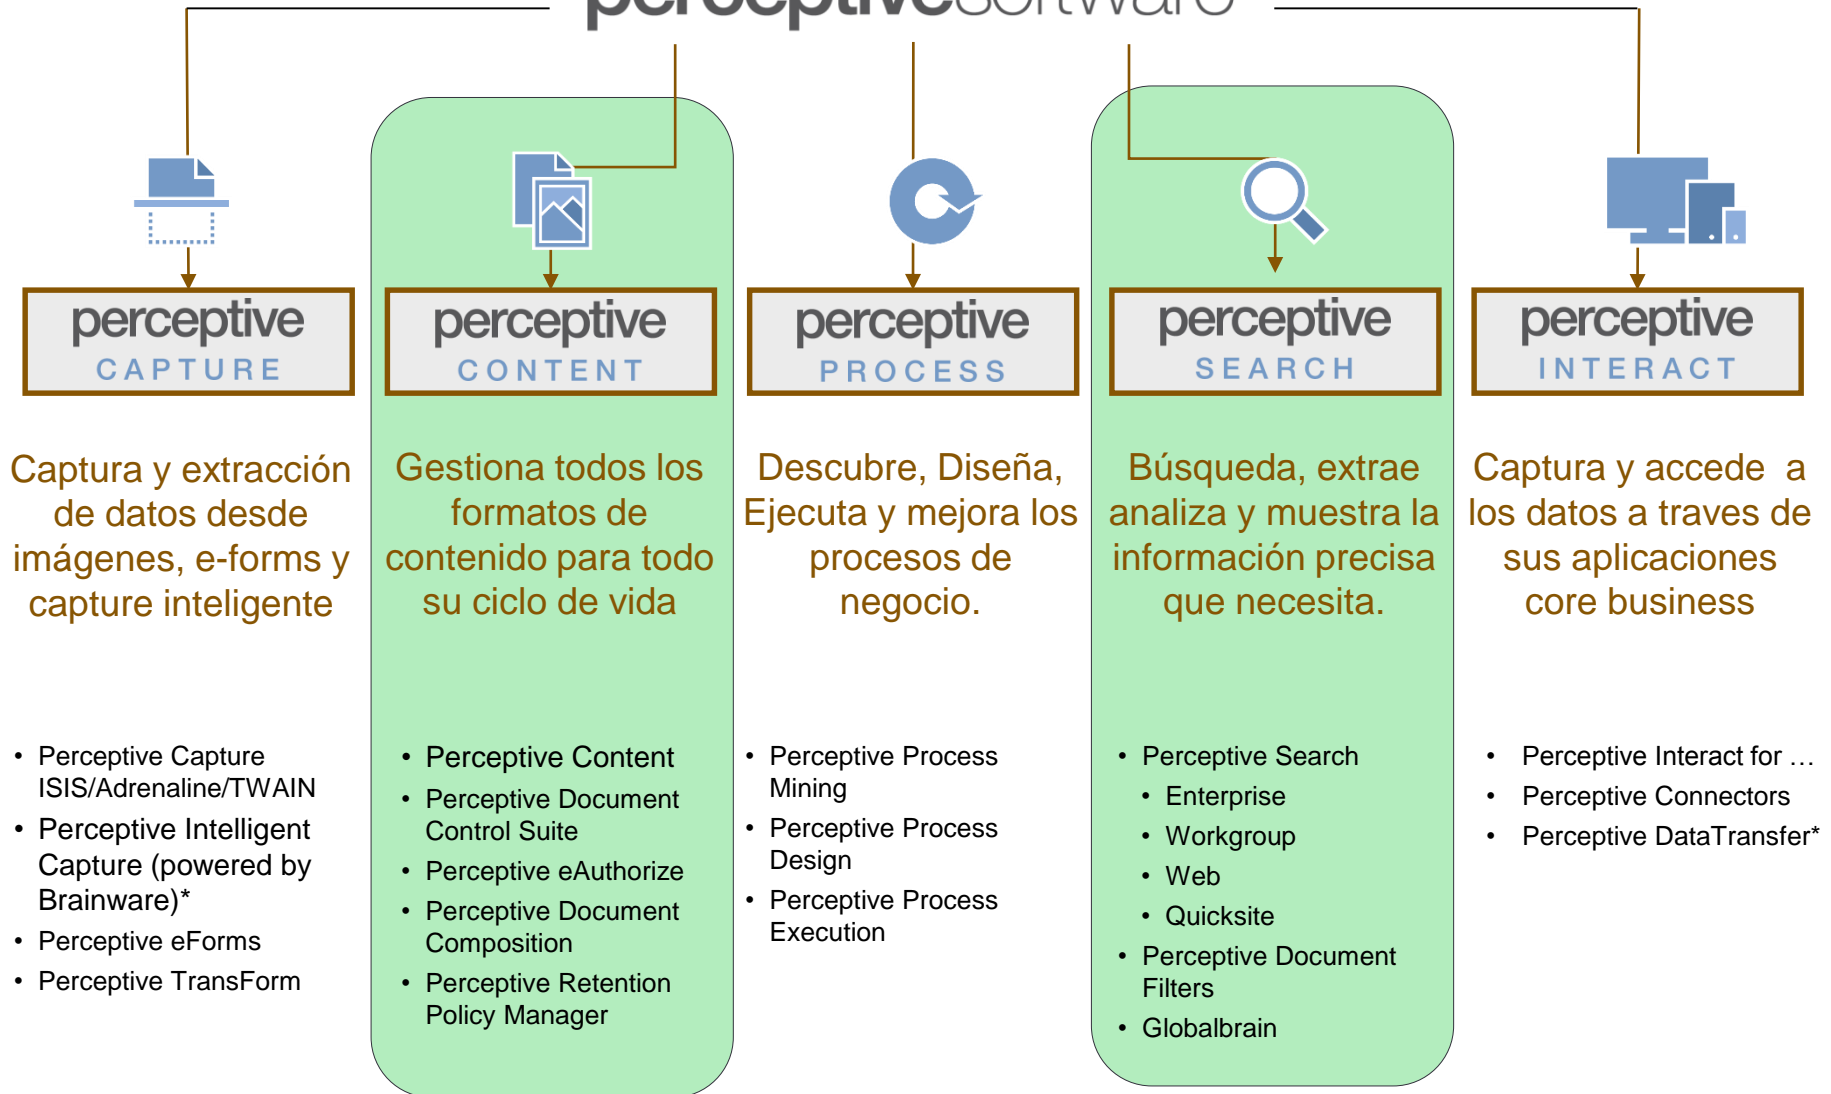 perceptivesoftware
perceptive
CAPTURE
Captura y extracción
de datos desde
imágenes, e-forms y
capture inteligente
• Perceptive Capture
ISIS/Adrenaline/TWAIN
• Perceptive Intelligent
Capture (powered by
Brainware)*
• Perceptive eForms
• Perceptive TransForm
perceptive
CONTENT
Gestiona todos los
formatos de
contenido para todo
su ciclo de vida
• Perceptive Content
• Perceptive Document
Control Suite
• Perceptive eAuthorize
• Perceptive Document
Composition
• Perceptive Retention
Policy Manager
perceptive
PROCESS
Descubre, Diseña,
Ejecuta y mejora los
procesos de
negocio.
• Perceptive Process
Mining
• Perceptive Process
Design
• Perceptive Process
Execution
perceptive
SEARCH
Búsqueda, extrae
analiza y muestra la
información precisa
que necesita.
• Perceptive Search
• Enterprise
• Workgroup
• Web
• Quicksite
• Perceptive Document
Filters
• Globalbrain
perceptive
INTERACT
Captura y accede  a
los datos a traves de
sus aplicaciones
core business
• Perceptive Interact for …
• Perceptive Connectors
• Perceptive DataTransfer*